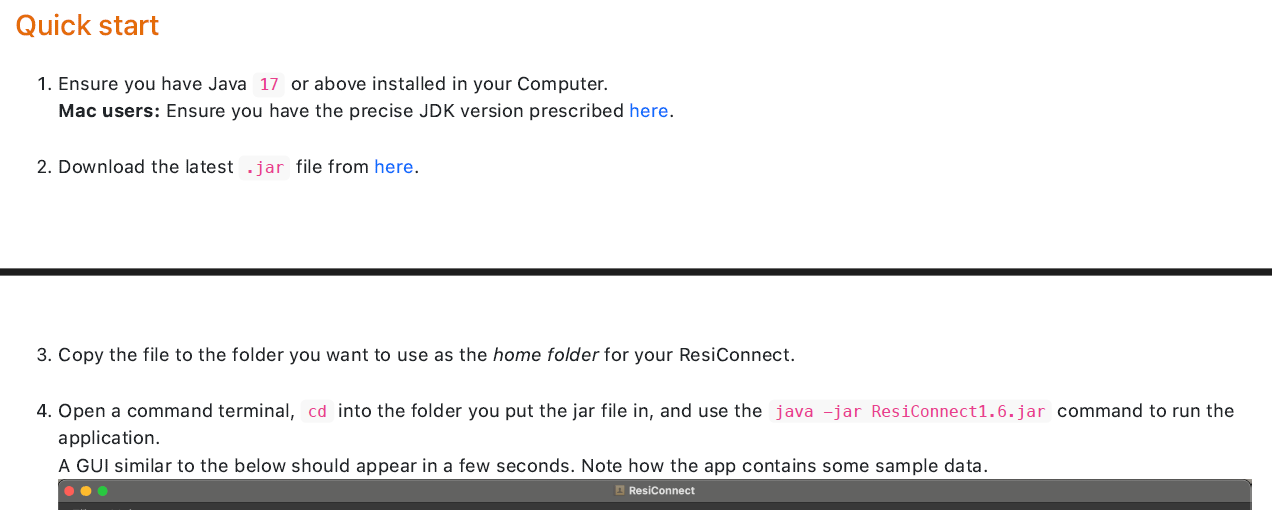 Quick start
1. Ensure you have Java 17 or above installed in your Computer.
Mac users: Ensure you have the precise JDK version prescribed here.
2. Download the latest .jar file from here.
3. Copy the file to the folder you want to use as the home folder for your ResiConnect.
4. Open a command terminal, cd into the folder you put the jar file in, and use the java -jar ResiConnect1.6.jar command to run the
application.
A GUI similar to the below should appear in a few seconds. Note how the app contains some sample data.
ResiConnect